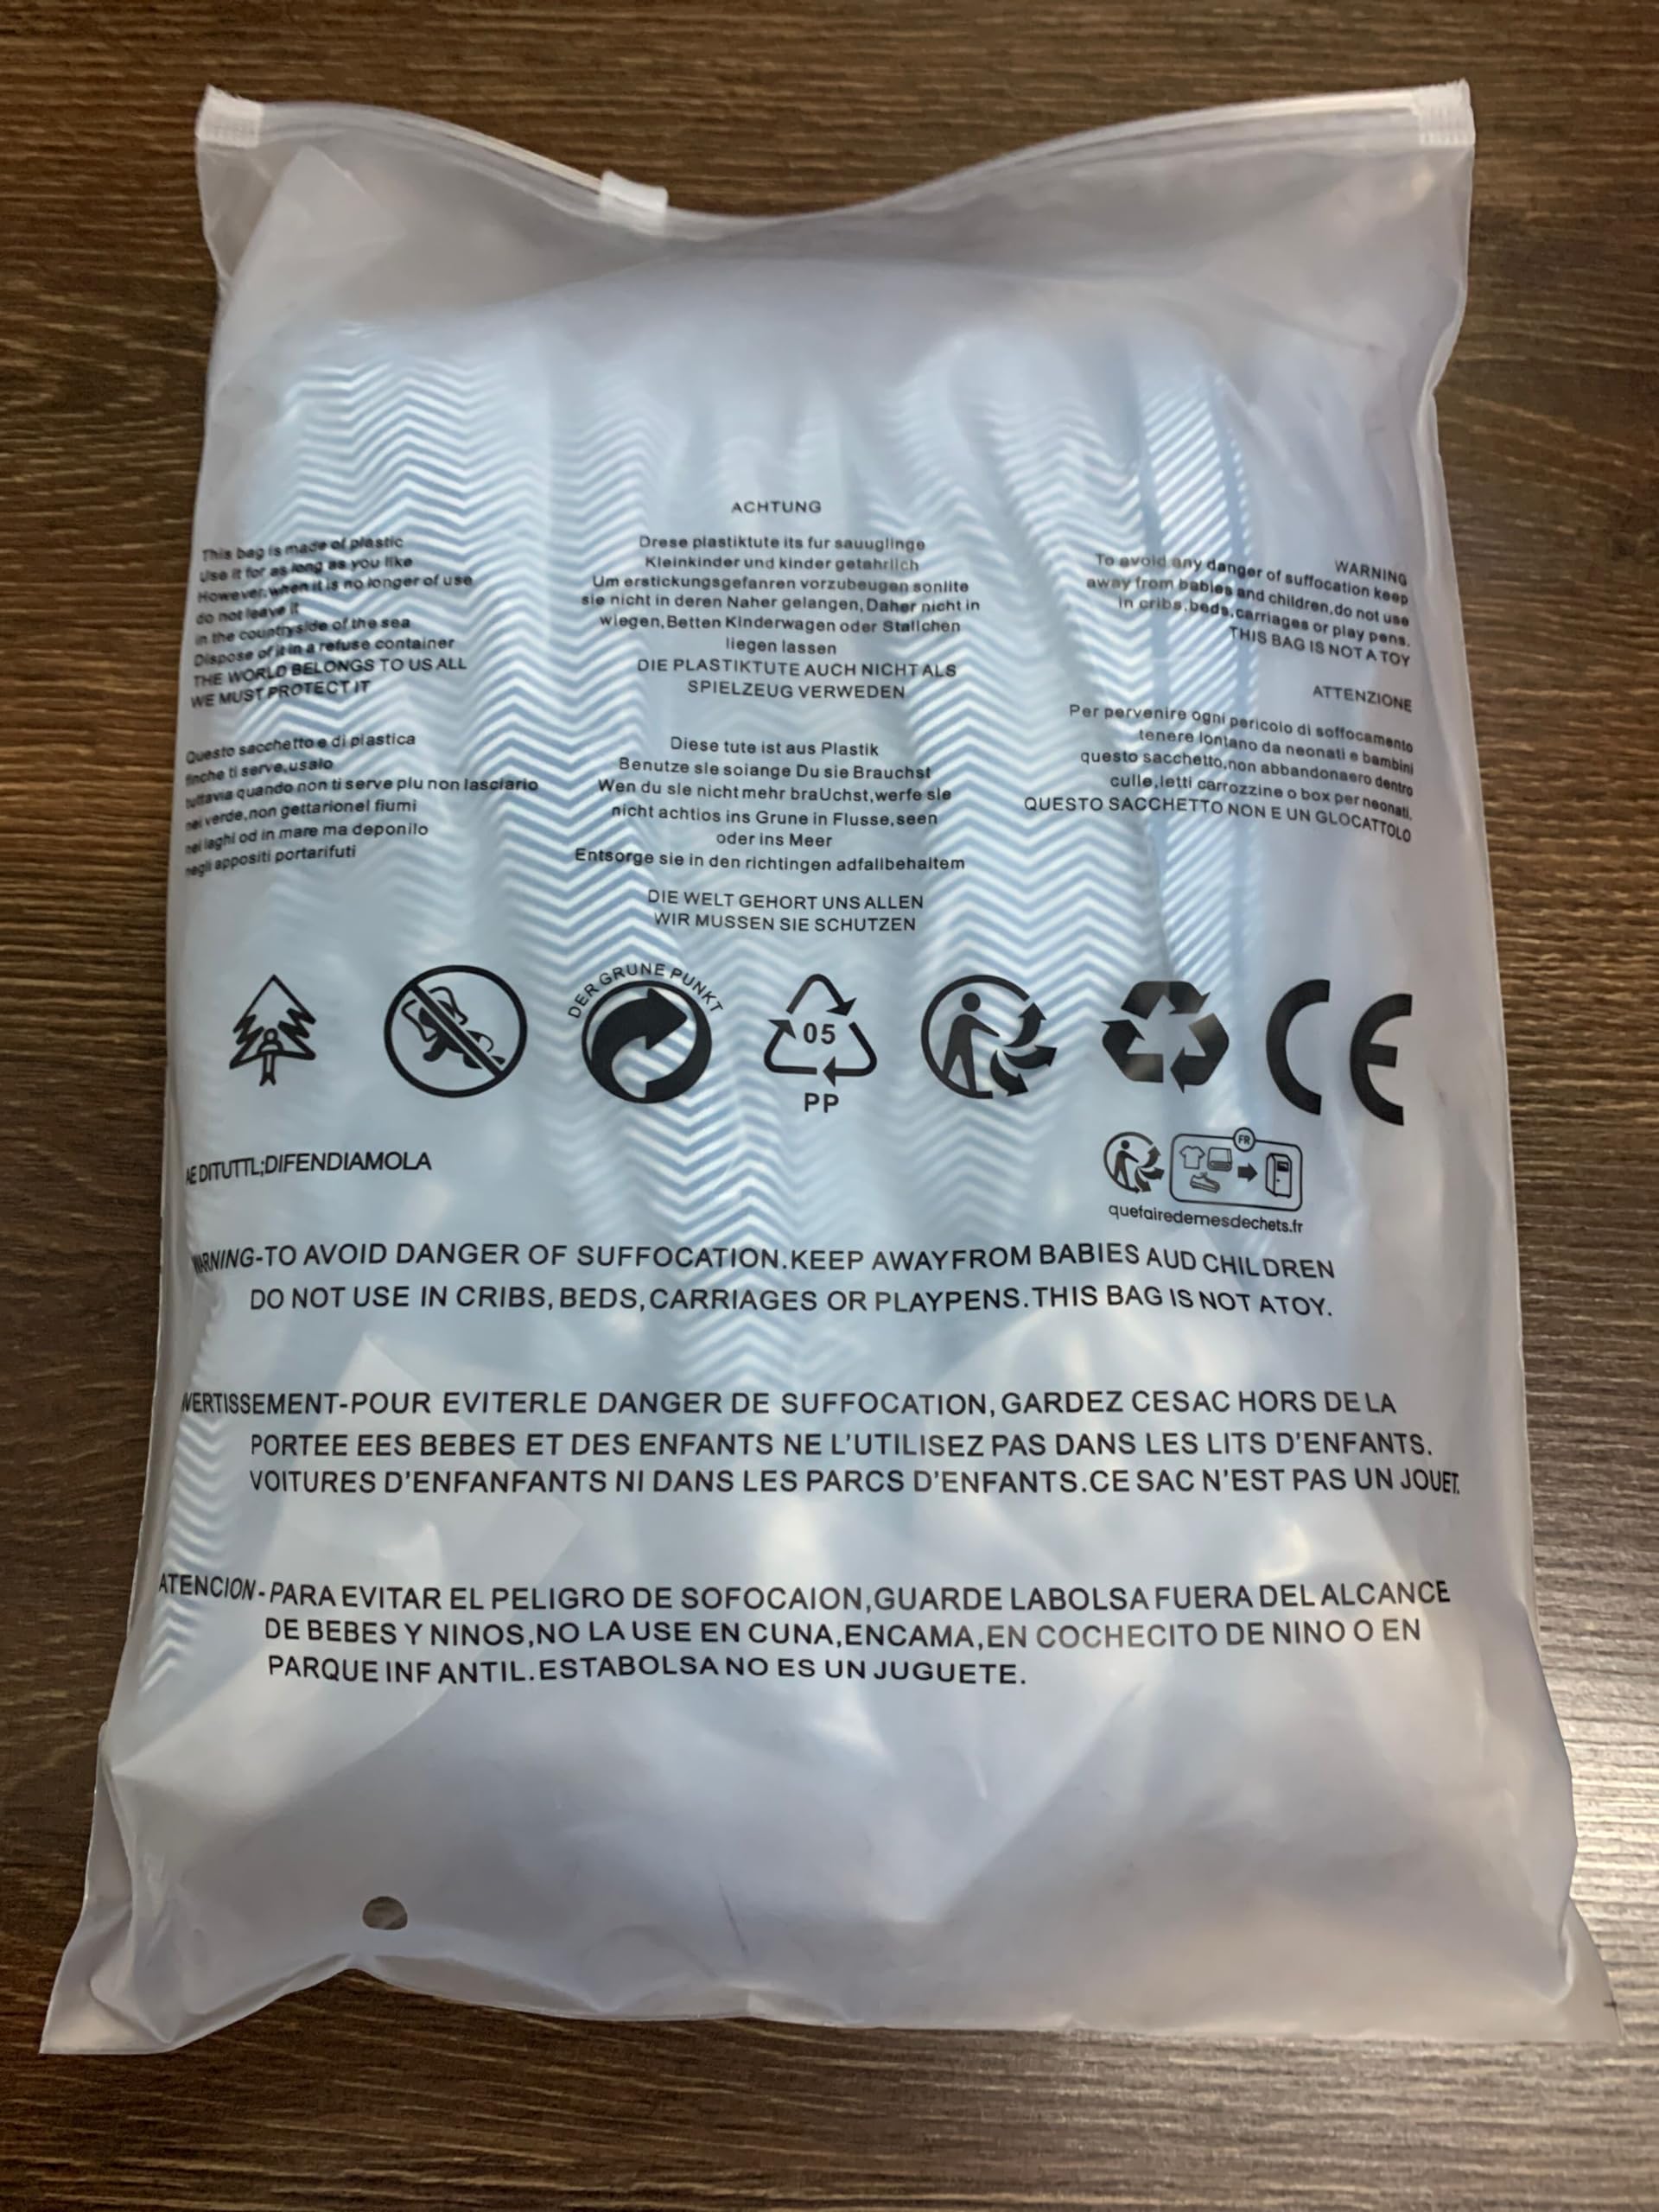 This bag is made of plastic
Use it for as long as you like
However,when it is no longer of use
do not leave it
in the countryside of the sea
Dispose of it in a refuse container
THE WORLD BELONGS TO US ALL
WE MUST PROTECT IT
Questo sacchetto e di plastica
finche ti serve,usalo
tuttavia quando non ti serve plu non lasciario
nel verde,non gettarionel fiumi
nei laghi od in mare ma deponilo
negli appositi portarifuti
ACHTUNG
Drese plastiktute its fur sauuglinge
Kleinkinder und kinder getahrlich
Um erstickungsgefanren vorzubeugen sonlite
sie nicht in deren Naher gelangen,Daher nicht in
wiegen,Betten Kinderwagen oder Stallchen
liegen lassen
DIE PLASTIKTUTE AUCH NICHT ALS
SPIELZEUG VERWEDEN
Diese tute ist aus Plastik
Benutze sle soiange Du sie Brauchst
Wen du sle nicht mehr braUchst,werfe sle
nicht achtios ins Grune in Flusse,seen
oder ins Meer
Entsorge sie in den richtingen adfallbehaltem
DIE WELT GEHORT UNS ALLEN
WIR MUSSEN SIE SCHUTZEN
WARNING
To avoid any danger of suffocation keep
away from babies and children,do not use
in cribs,beds,carriages or play pens.
THIS BAG IS NOT A TOY
ATTENZIONE
Per pervenire ogni pericolo di soffocamento
tenere lontano da neonati e bambini
questo sacchetto,non abbandonaero dentro
culle,letti carrozzine o box per neonati.
QUESTO SACCHETTO NON E UN GLOCATTOLO
DER GRUNE PUNKT
05
PP
CE
DITUTTL;DIFENDIAMOLA
FR
quefairedemesdechets.fr
WARNING-TO AVOID DANGER OF SUFFOCATION.KEEP AWAYFROM BABIES AUD CHILDREN
DO NOT USE IN CRIBS,BEDS,CARRIAGES OR PLAYPENS.THIS BAG IS NOT ATOY.
AVERTISSEMENT-POUR EVITERLE DANGER DE SUFFOCATION,GARDEZ CESAC HORS DE LA
PORTEE EES BEBES ET DES ENFANTS NE L'UTILISEZ PAS DANS LES LITS D'ENFANTS.
VOITURES D'ENFANFANTS NI DANS LES PARCS D'ENFANTS.CE SAC N'EST PAS UN JOUET.
ATENCION-PARA EVITAR EL PELIGRO DE SOFOCAION,GUARDE LABOLSA FUERA DEL ALCANCE
DE BEBES Y NINOS,NO LA USE EN CUNA,ENCAMA,EN COCHECITO DE NINO O EN
PARQUE INF ANTIL.ESTABOLSA NO ES UN JUGUETE.